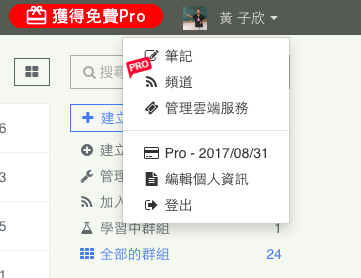 獲得免費Pro
黃 子欣
搜尋
筆記
PRO
頻道
管理雲端服務
Pro - 2017/08/31
編輯個人資訊
登出
6
3
5
8
建立
建立
管理
加入
學習中群組 1
全部的群組 24